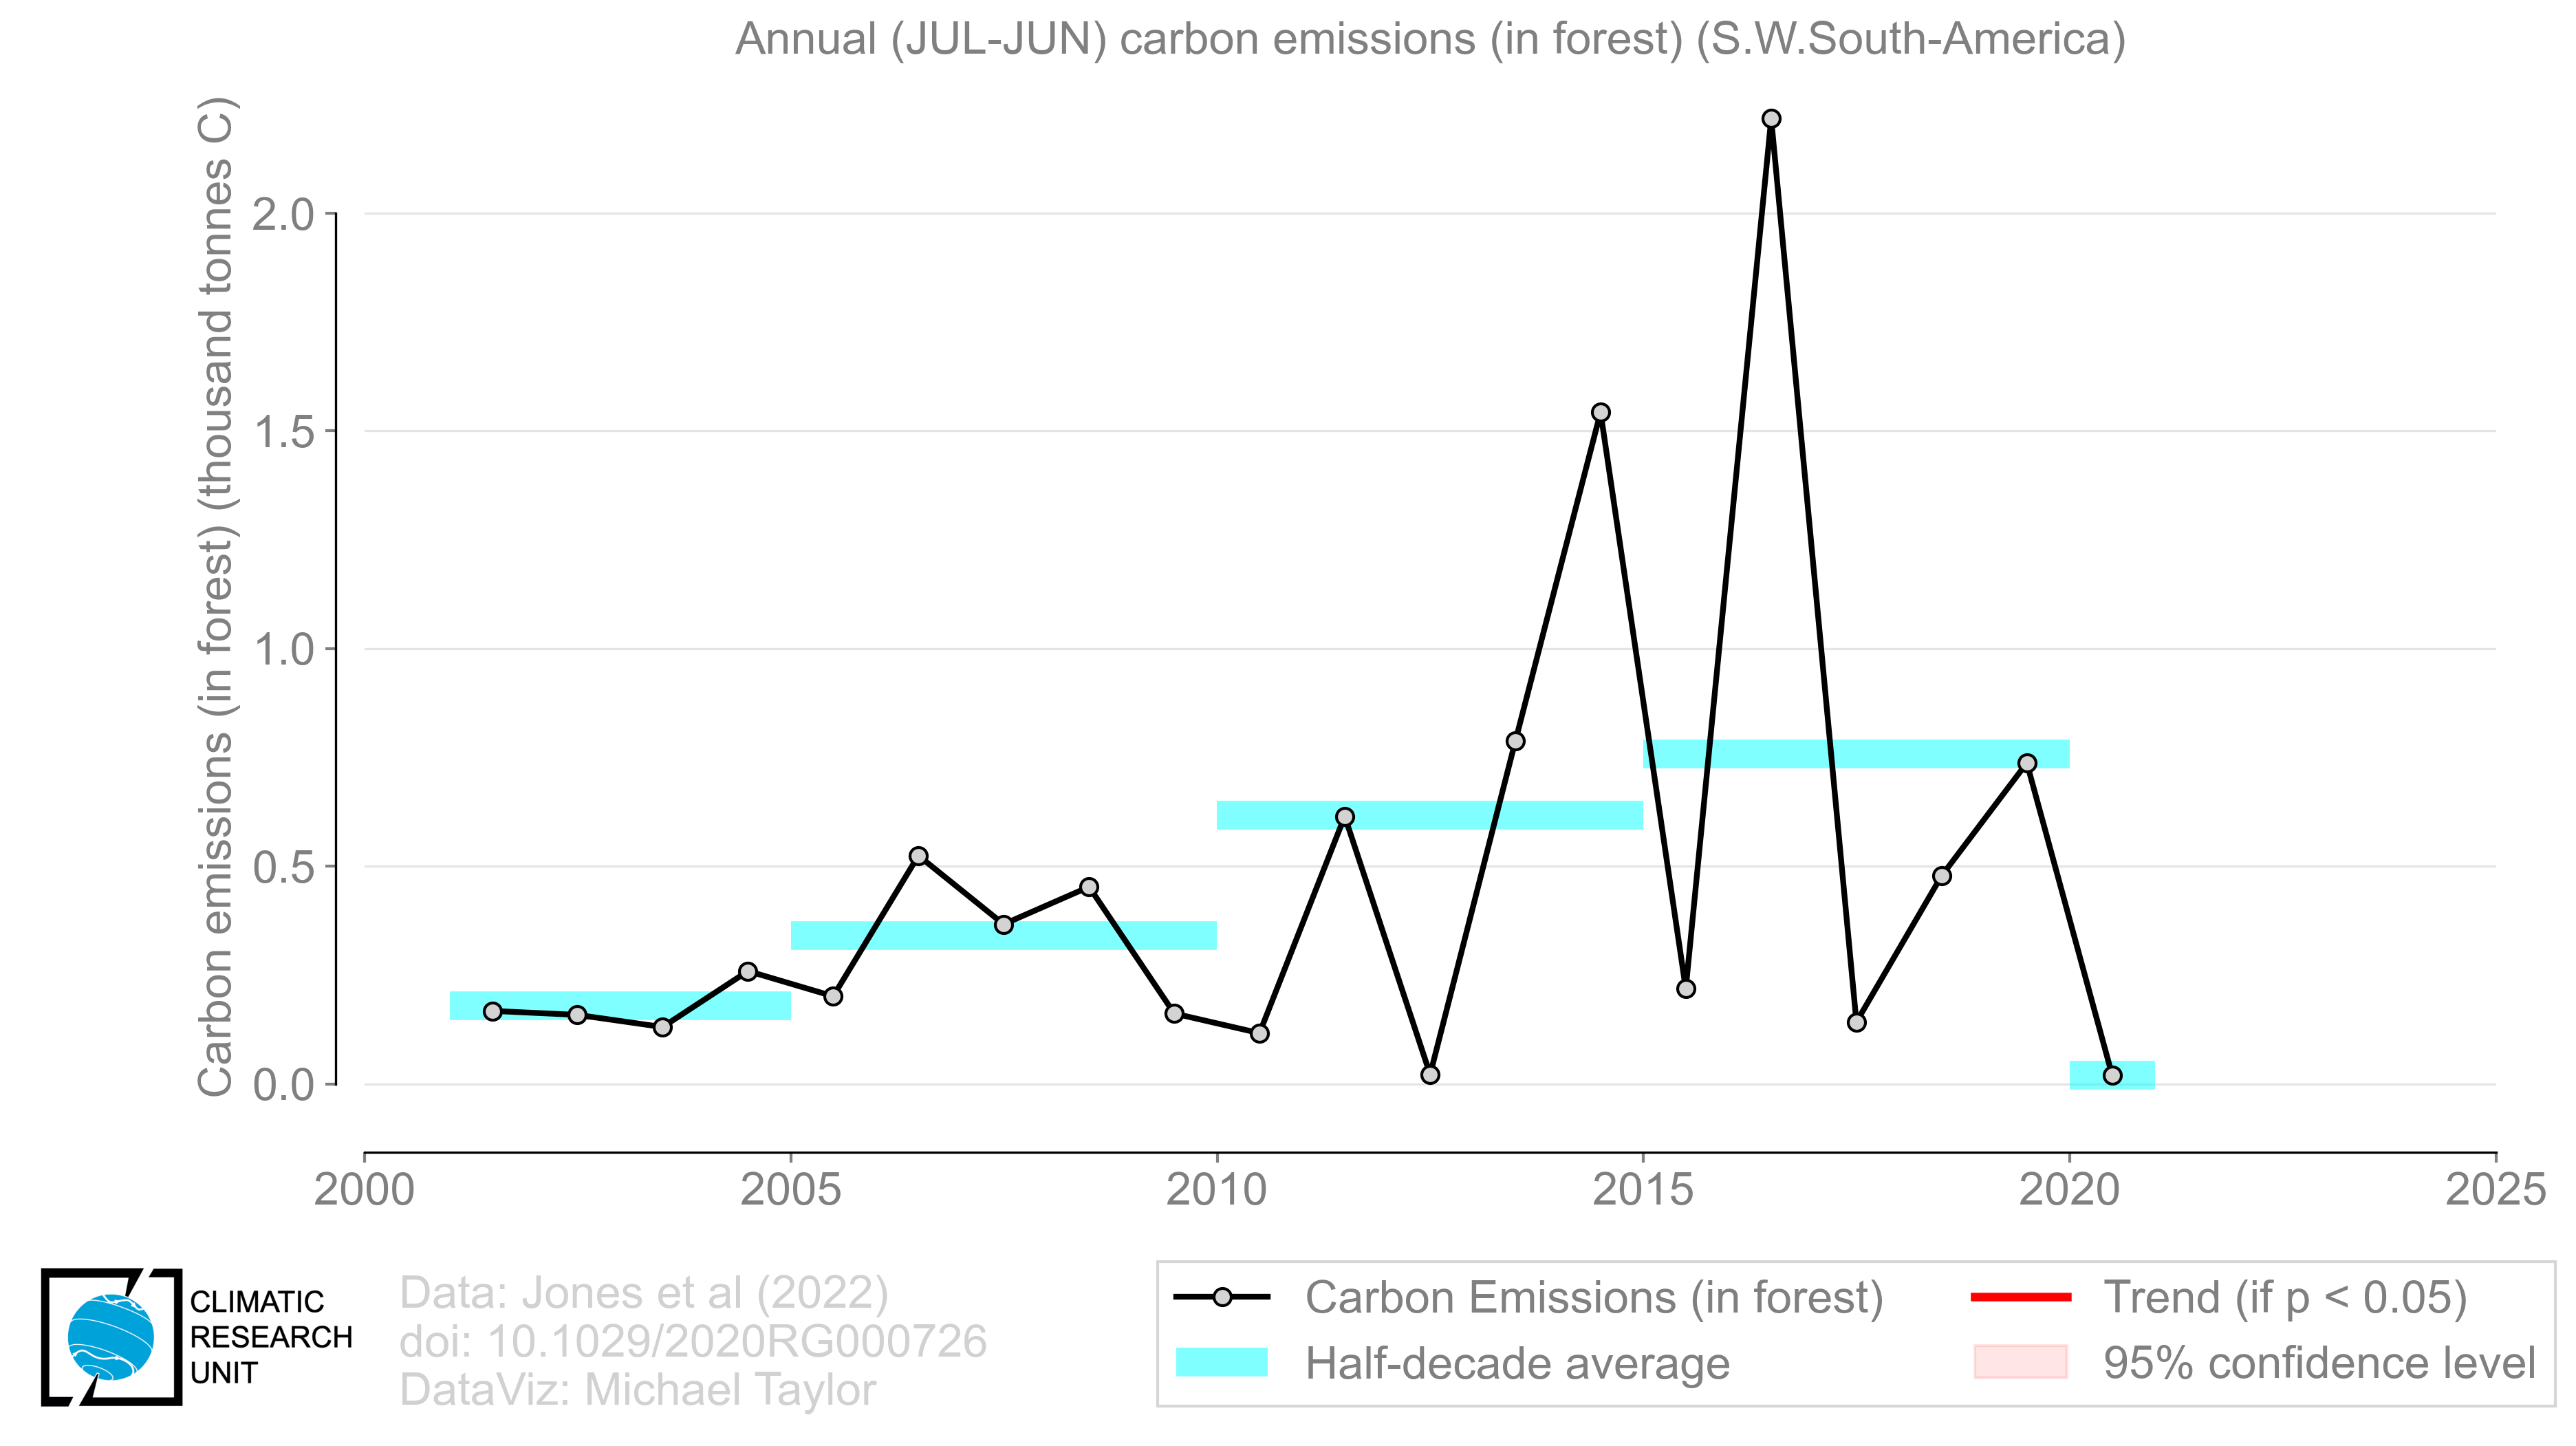 Annual (JUL-JUN) carbon emissions (in forest) (S.W.South-America)
Carbon emissions (in forest) (thousand tonnes C)
2.0
1.5
1.0
0.5
0.0
2000 2005 2010 2015 2020 2025
CLIMATIC
RESEARCH
UNIT
Data: Jones et al (2022)
doi: 10.1029/2020RG000726
DataViz: Michael Taylor
Carbon Emissions (in forest)
Half-decade average
Trend (if p < 0.05)
95% confidence level